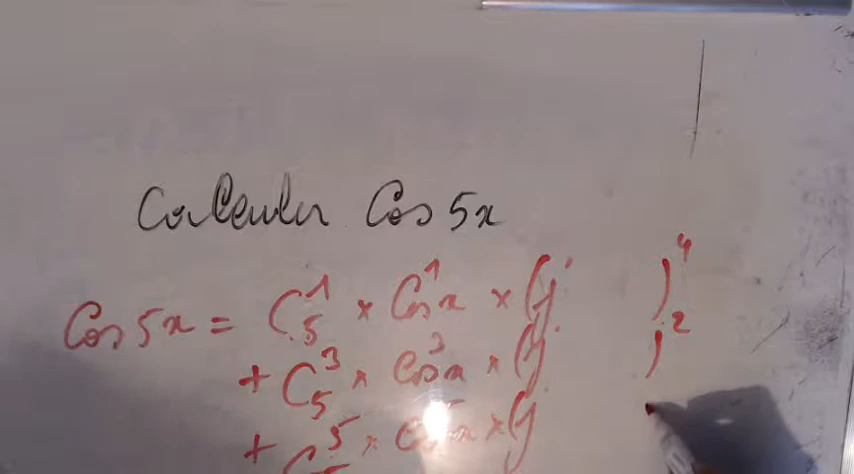 Calculer Cos 5x
Cos 5x = C₅¹ × Cos¹x × (j )⁴
+ C₅³ × Cos³x × (j )²
+ C₅⁵ × Cos⁵x × (j